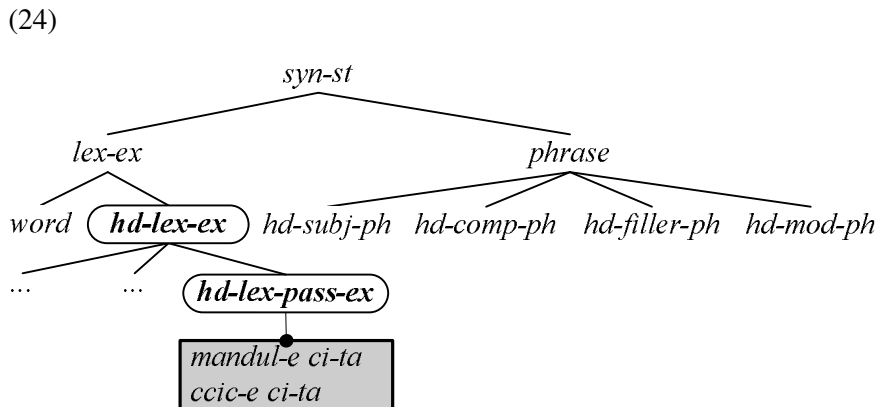 (24)
syn-st
lex-ex phrase
word hd-lex-ex hd-subj-ph hd-comp-ph hd-filler-ph hd-mod-ph
... ... hd-lex-pass-ex
mandul-e ci-ta
ccic-e ci-ta